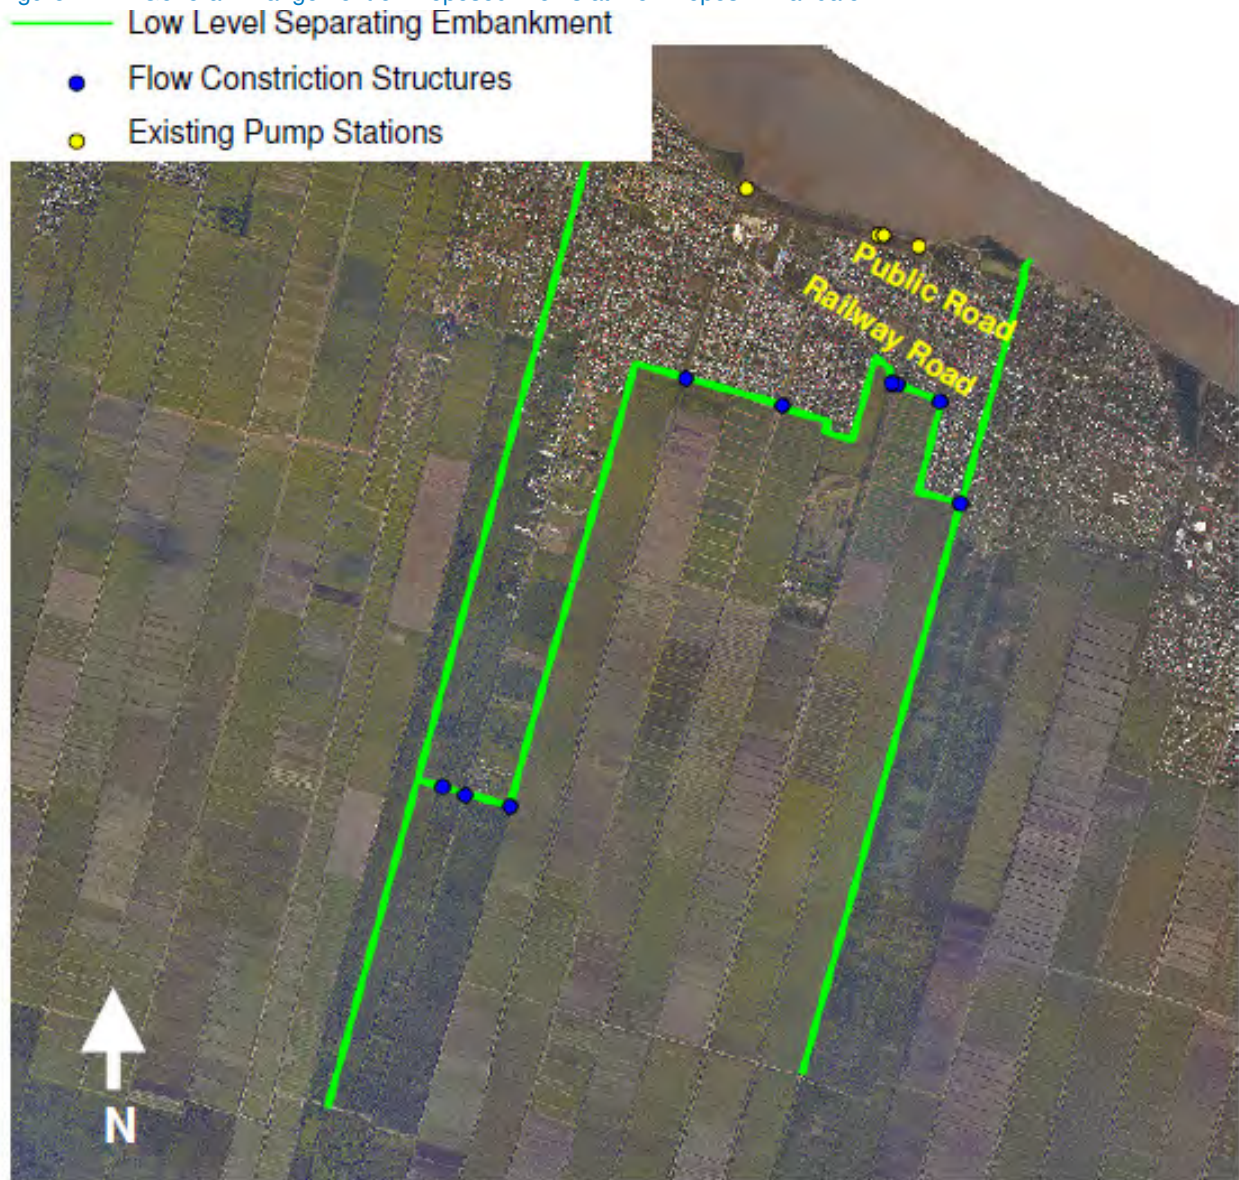 Low Level Separating Embankment
Flow Constriction Structures
Existing Pump Stations
Public Road
Railway Road
N